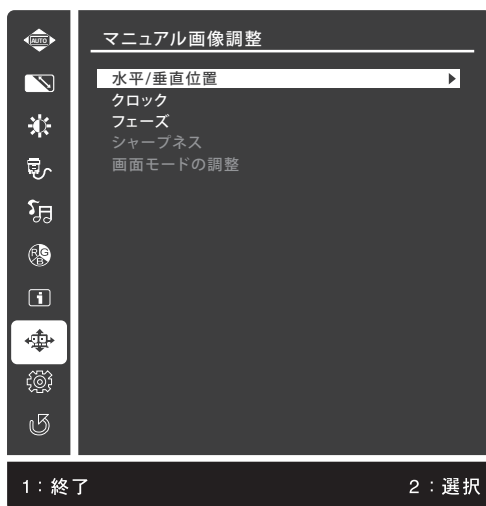 AUTO
マニュアル画像調整
水平/垂直位置
クロック
フェーズ
シャープネス
画面モードの調整
R G B
i
1：終了
2：選択